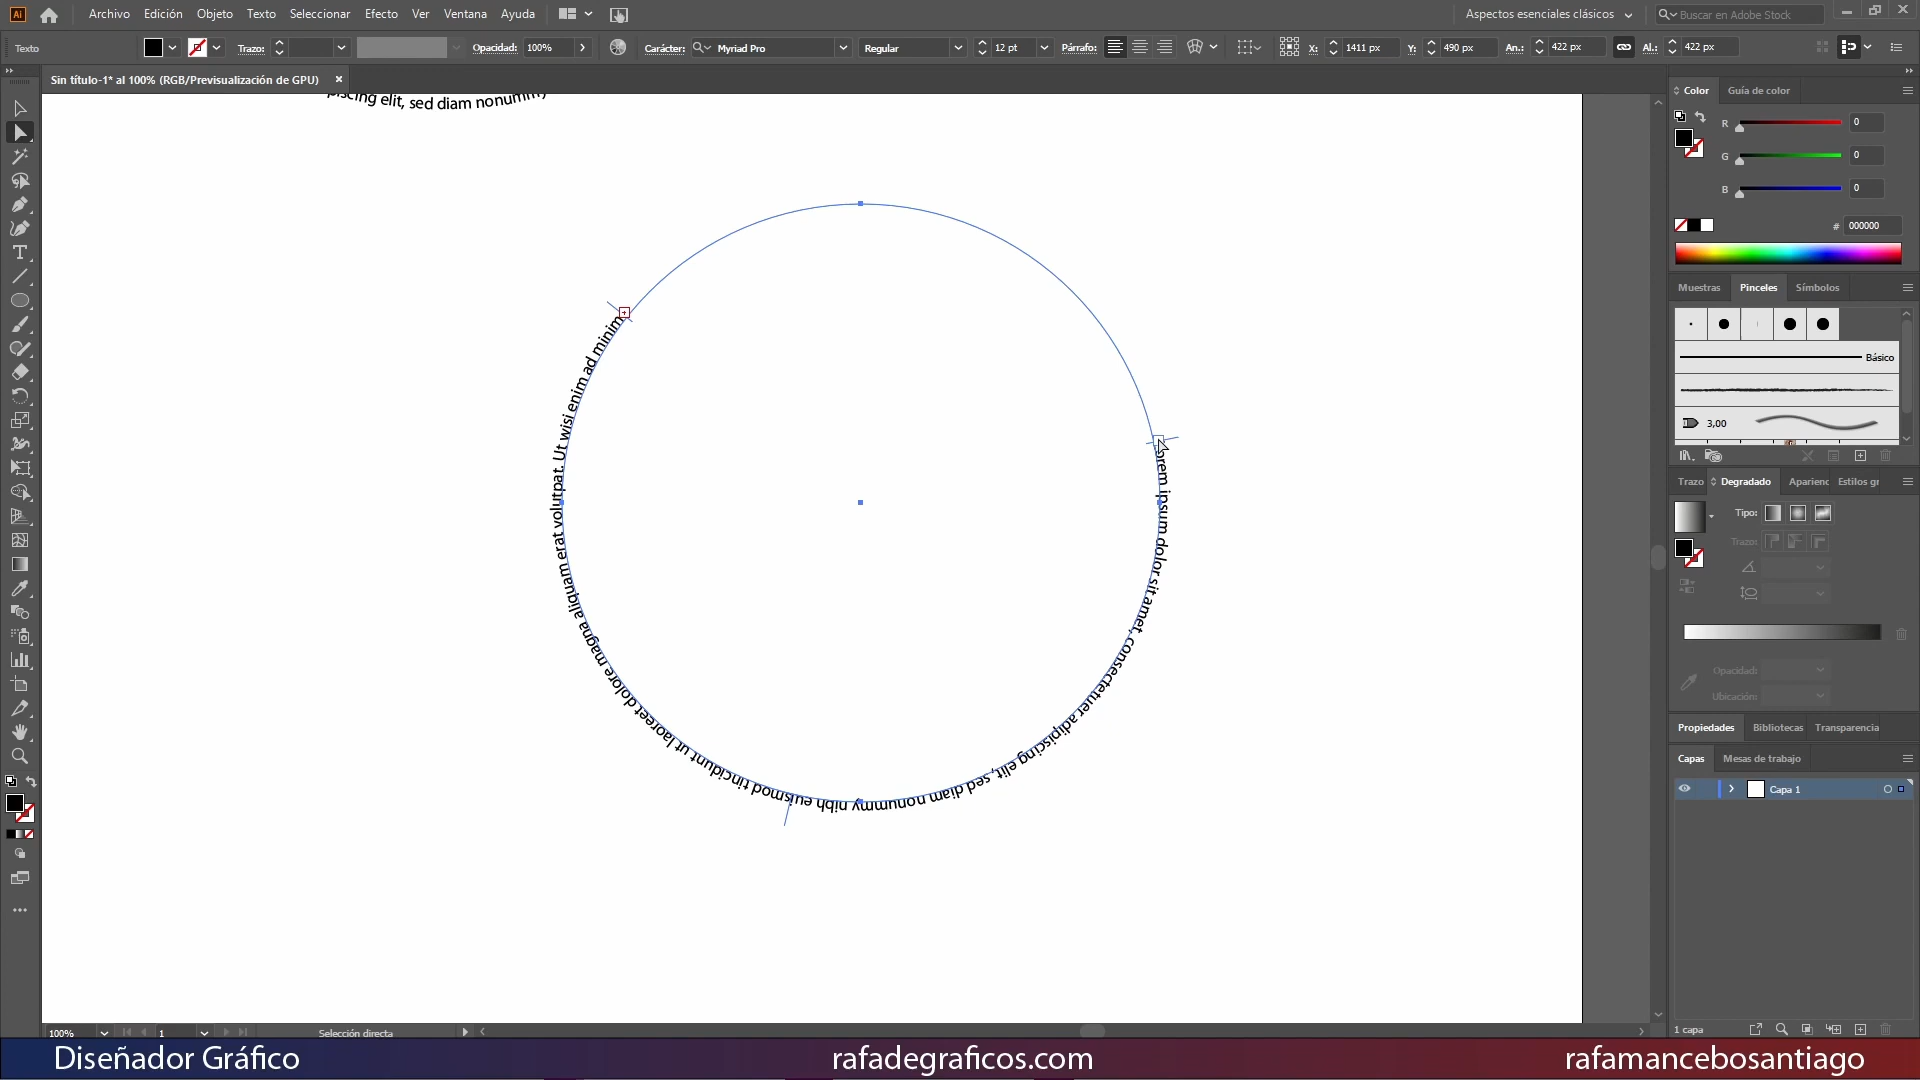 Ai
Archivo Edición Objeto Texto Seleccionar Efecto Ver Ventana Ayuda Aspectos esenciales clásicos Buscar en Adobe Stock
Texto Trazo: Opacidad: 100% Carácter: Myriad Pro Regular 12 pt Párrafo: X: 1411 px Y: 490 px An.: 422 px Al.: 422 px
Sin título-1* al 100% (RGB/Previsualización de GPU)
piscing elit, sed diam nonummy
orem ipsum dolor sit amet, consectetuer adipiscing elit, sed diam nonummy nibh euismod tincidunt ut laoreet dolore magna aliquam erat volutpat. Ut wisi enim ad minim
Color Guía de color
R 0
G 0
B 0
# 000000
Muestras Pinceles Símbolos
Básico
3,00
Trazo Degradado Aparienc Estilos gr
Tipo:
Trazo:
Opacidad:
Ubicación:
Propiedades Bibliotecas Transparencia
Capas Mesas de trabajo
Capa 1
1 capa
100% 1 Selección directa
Diseñador Gráfico rafadegraficos.com rafamancebosantiago